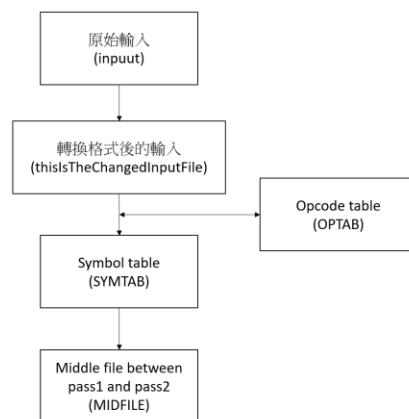 原始輸入
(inpuut)
轉換格式後的輸入
(thisIsTheChangedInputFile)
Opcode table
(OPTAB)
Symbol table
(SYMTAB)
Middle file between
pass1 and pass2
(MIDFILE)